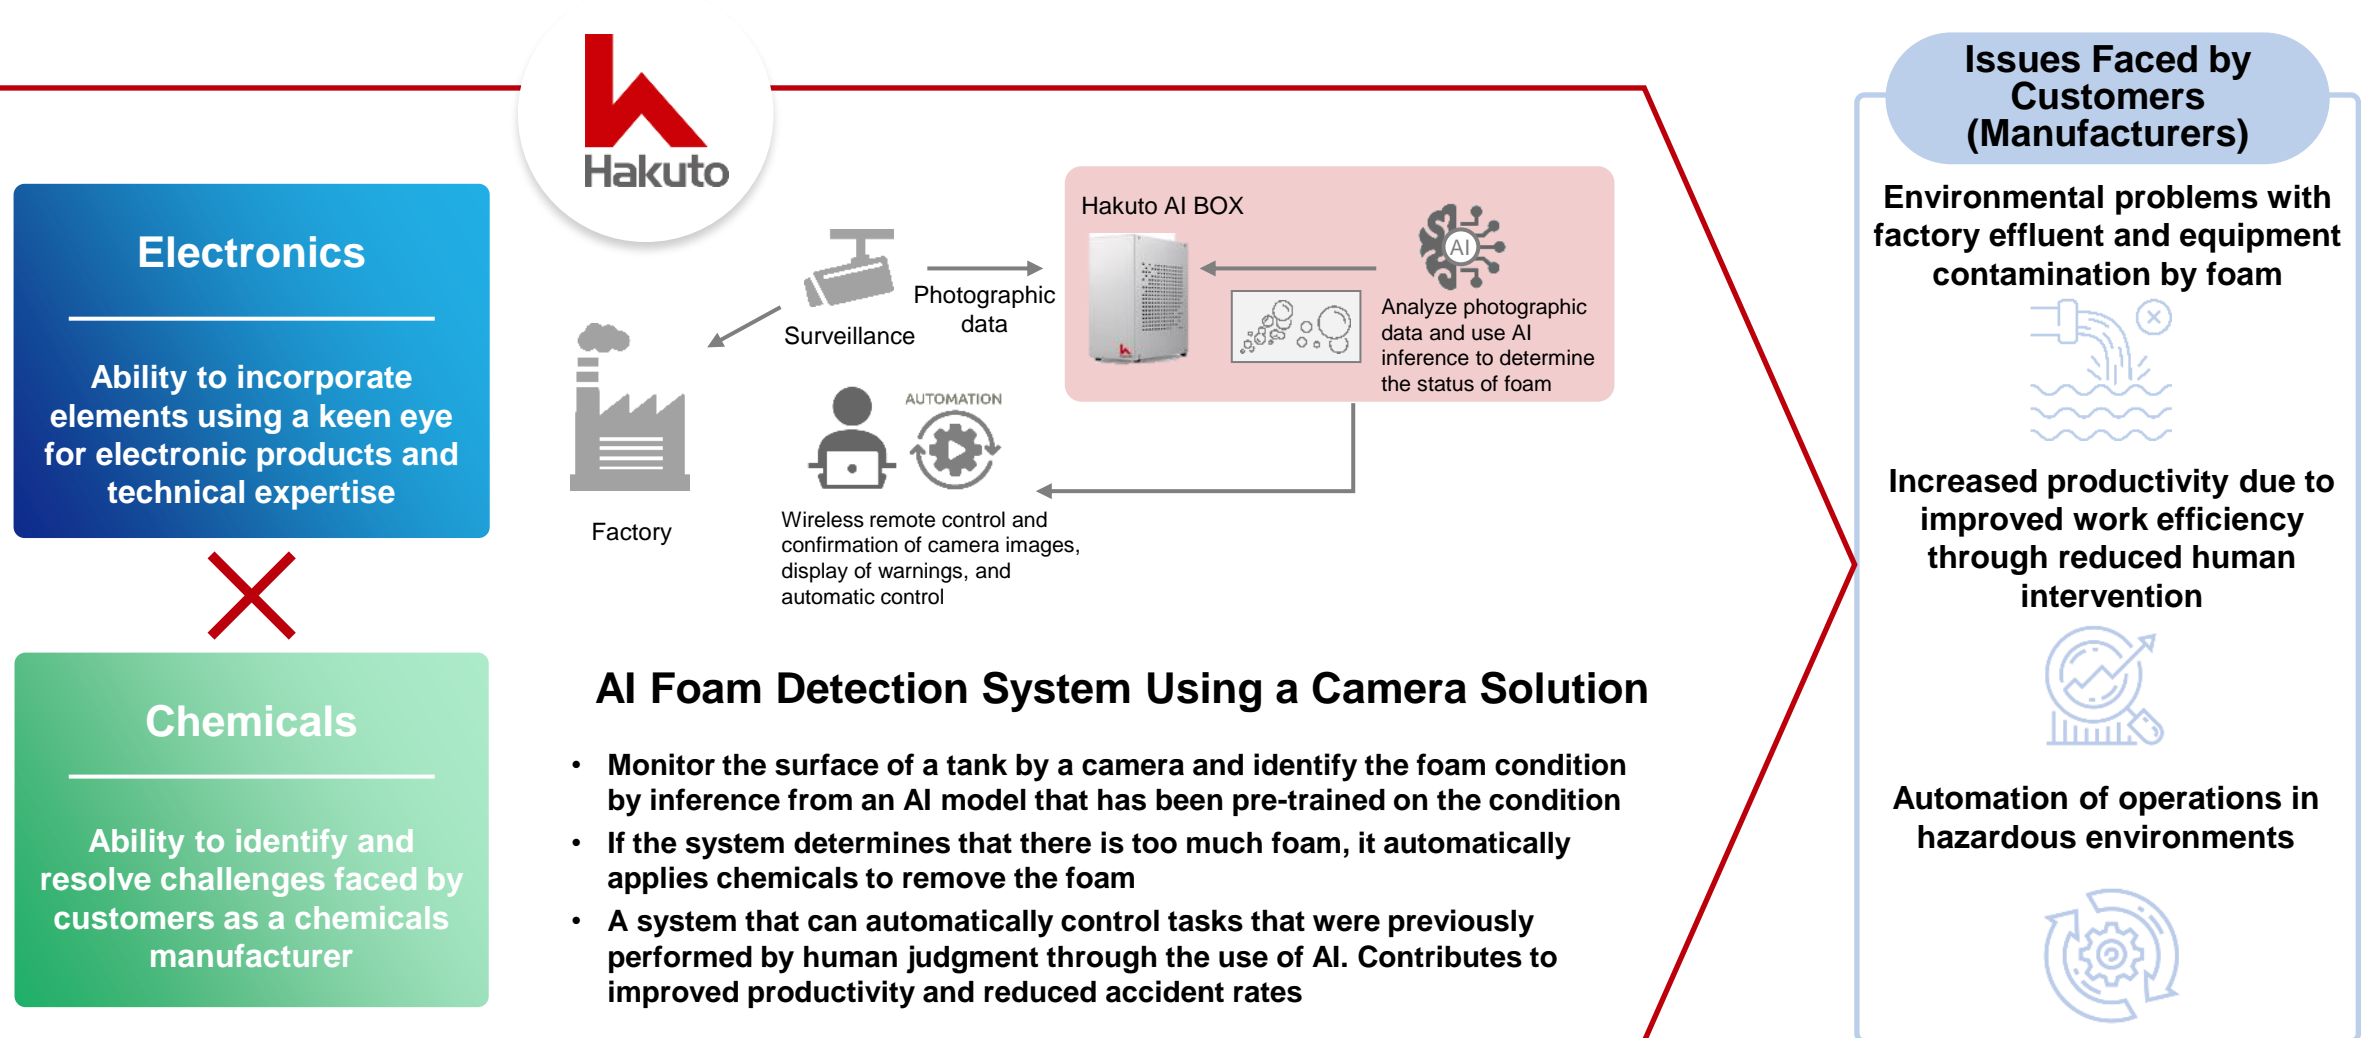 Hakuto
Electronics
Ability to incorporate
elements using a keen eye
for electronic products and
technical expertise
Chemicals
Ability to identify and
resolve challenges faced by
customers as a chemicals
manufacturer
Surveillance
Photographic
data
Factory
Hakuto AI BOX
Hakuto
AI
Analyze photographic
data and use AI
inference to determine
the status of foam
AUTOMATION
Wireless remote control and
confirmation of camera images,
display of warnings, and
automatic control
AI Foam Detection System Using a Camera Solution
• Monitor the surface of a tank by a camera and identify the foam condition
by inference from an AI model that has been pre-trained on the condition
• If the system determines that there is too much foam, it automatically
applies chemicals to remove the foam
• A system that can automatically control tasks that were previously
performed by human judgment through the use of AI. Contributes to
improved productivity and reduced accident rates
Issues Faced by
Customers
(Manufacturers)
Environmental problems with
factory effluent and equipment
contamination by foam
Increased productivity due to
improved work efficiency
through reduced human
intervention
Automation of operations in
hazardous environments